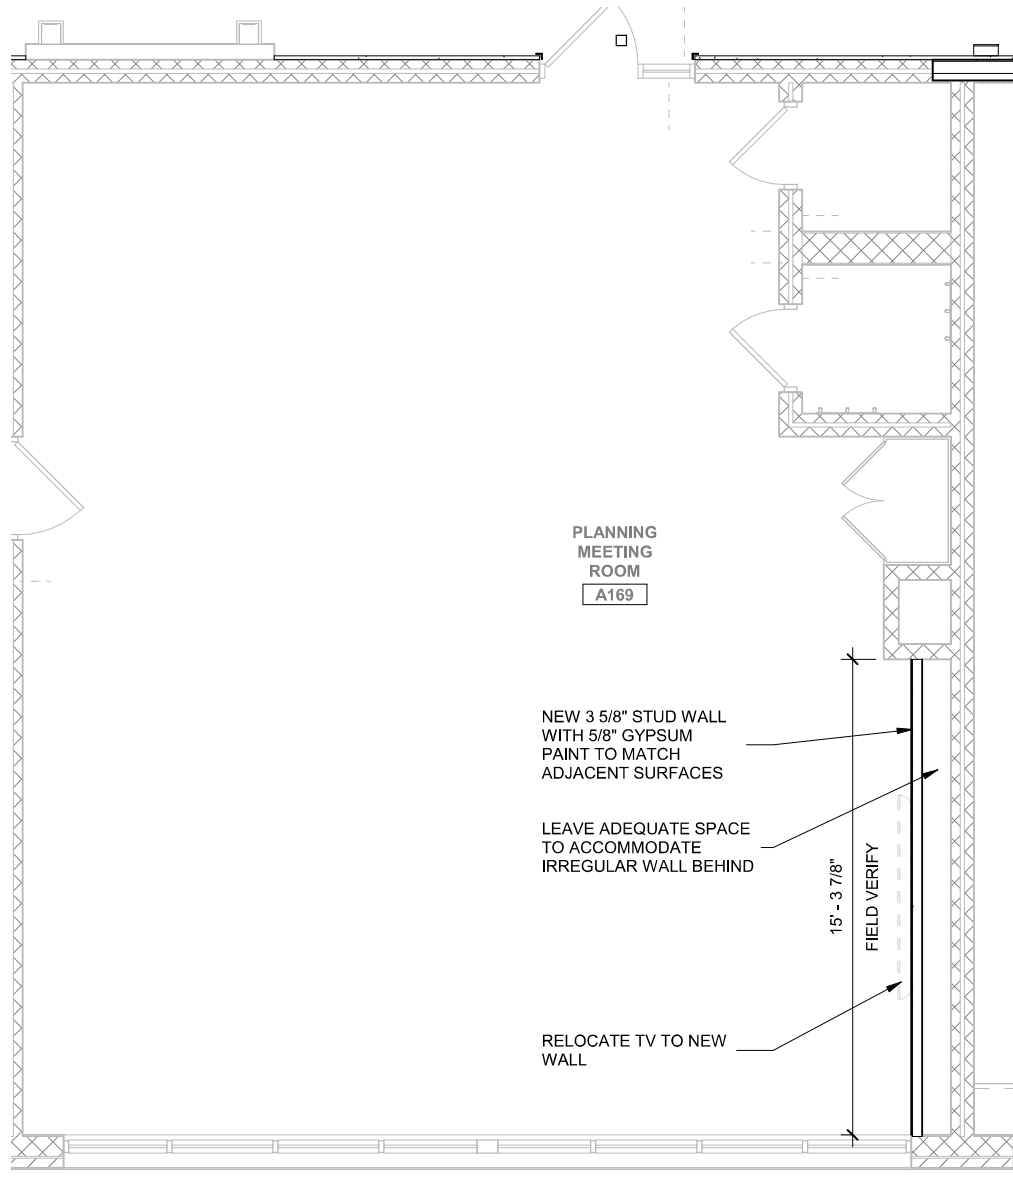 PLANNING
MEETING
ROOM
A169
NEW 3 5/8" STUD WALL
WITH 5/8" GYPSUM
PAINT TO MATCH
ADJACENT SURFACES
LEAVE ADEQUATE SPACE
TO ACCOMMODATE
IRREGULAR WALL BEHIND
15' - 3 7/8"
FIELD VERIFY
RELOCATE TV TO NEW
WALL